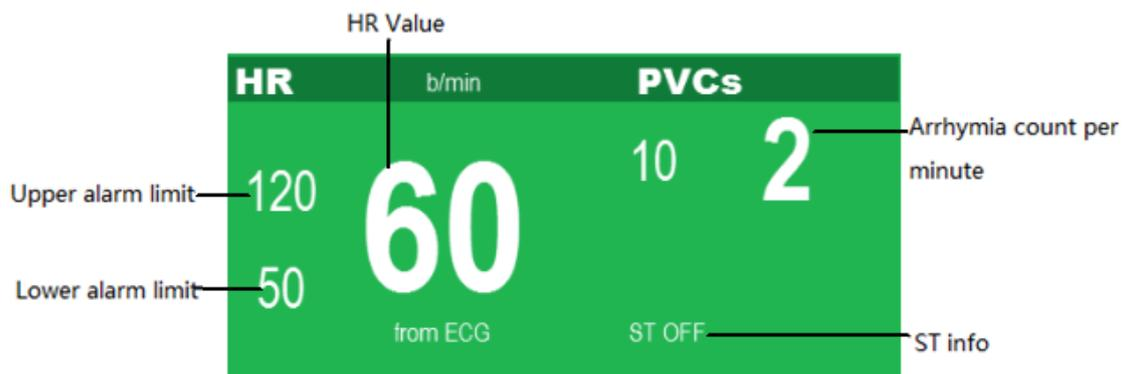 HR Value
HR b/min PVCs
Arrhymia count per
minute
10 2
Upper alarm limit 120
60
Lower alarm limit 50
from ECG ST OFF
ST info